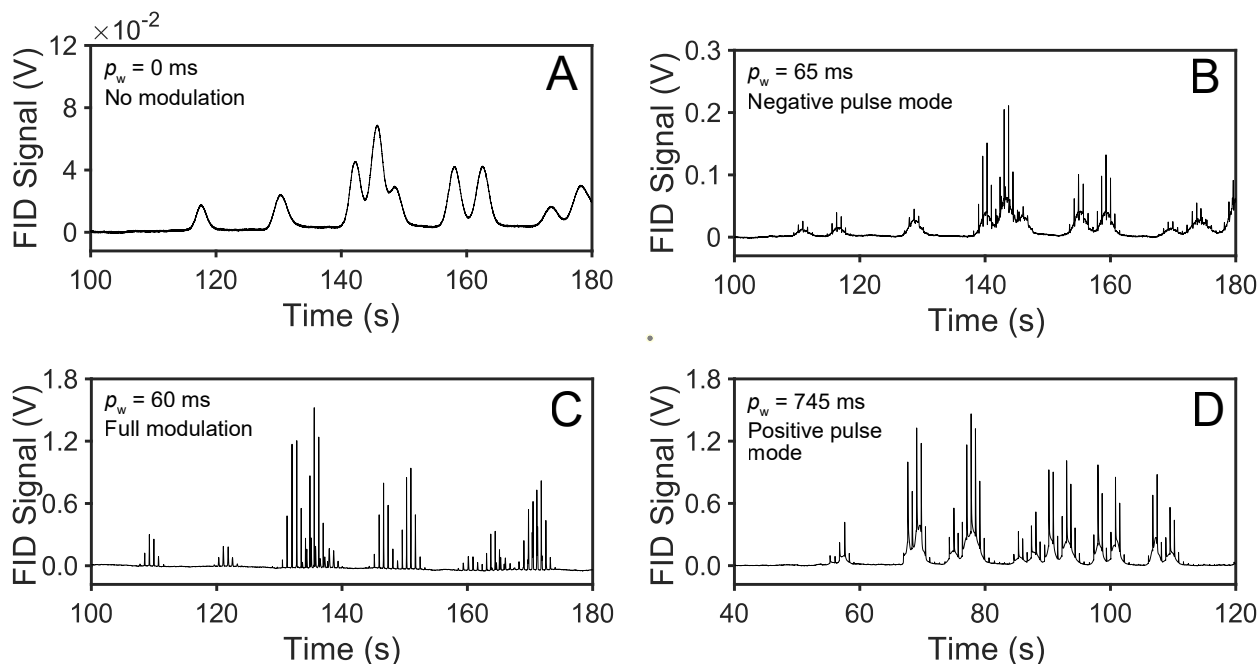 ×10-2
12
8
4
0
FID Signal (V)
pw = 0 ms
No modulation
A
100
120
140
160
180
Time (s)
0.3
0.2
0.1
0
FID Signal (V)
pw = 65 ms
Negative pulse mode
B
100
120
140
160
180
Time (s)
1.8
1.2
0.6
0.0
FID Signal (V)
pw = 60 ms
Full modulation
C
100
120
140
160
180
Time (s)
1.8
1.2
0.6
0.0
FID Signal (V)
pw = 745 ms
Positive pulse
mode
D
40
60
80
100
120
Time (s)